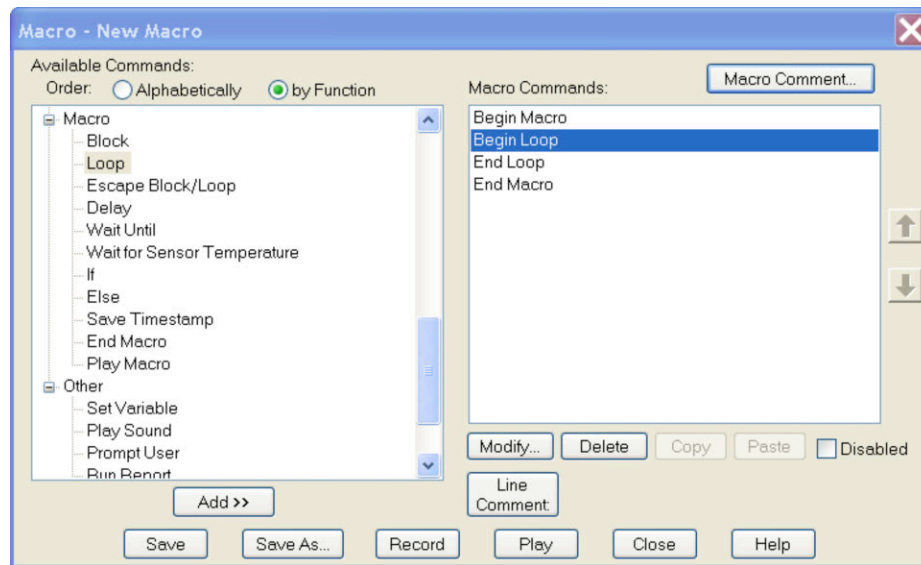 Macro - New Macro
Available Commands:
Order: Alphabetically by Function
Macro
Block
Loop
Escape Block/Loop
Delay
Wait Until
Wait for Sensor Temperature
If
Else
Save Timestamp
End Macro
Play Macro
Other
Set Variable
Play Sound
Prompt User
Run Report
Add >>
Macro Commands:
Macro Comment...
Begin Macro
Begin Loop
End Loop
End Macro
Modify...
Delete
Copy
Paste
Disabled
Line
Comment:
Save
Save As...
Record
Play
Close
Help